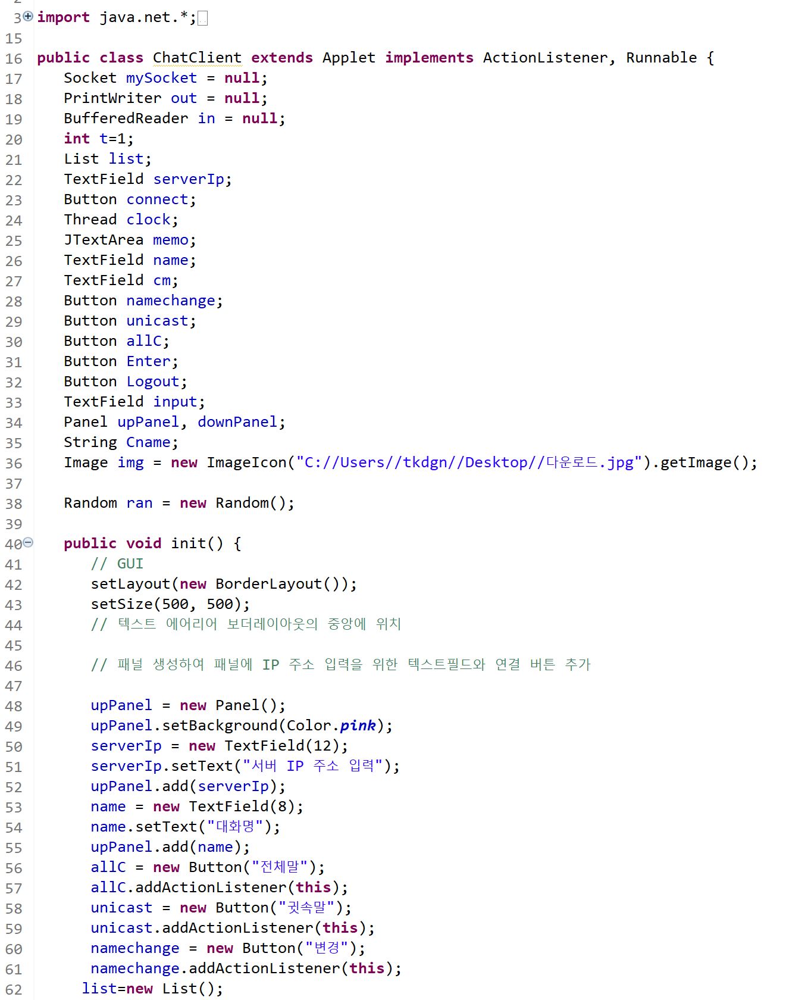 3 import java.net.*;
15
16 public class ChatClient extends Applet implements ActionListener, Runnable {
17 Socket mySocket = null;
18 PrintWriter out = null;
19 BufferedReader in = null;
20 int t=1;
21 List list;
22 TextField serverIp;
23 Button connect;
24 Thread clock;
25 JTextArea memo;
26 TextField name;
27 TextField cm;
28 Button namechange;
29 Button unicast;
30 Button allC;
31 Button Enter;
32 Button Logout;
33 TextField input;
34 Panel upPanel, downPanel;
35 String Cname;
36 Image img = new ImageIcon("C://Users//tkdgn//Desktop//다운로드.jpg").getImage();
37
38 Random ran = new Random();
39
40 public void init() {
41 // GUI
42 setLayout(new BorderLayout());
43 setSize(500, 500);
44 // 텍스트 에어리어 보더레이아웃의 중앙에 위치
45
46 // 패널 생성하여 패널에 IP 주소 입력을 위한 텍스트필드와 연결 버튼 추가
47
48 upPanel = new Panel();
49 upPanel.setBackground(Color.pink);
50 serverIp = new TextField(12);
51 serverIp.setText("서버 IP 주소 입력");
52 upPanel.add(serverIp);
53 name = new TextField(8);
54 name.setText("대화명");
55 upPanel.add(name);
56 allC = new Button("전체말");
57 allC.addActionListener(this);
58 unicast = new Button("귓속말");
59 unicast.addActionListener(this);
60 namechange = new Button("변경");
61 namechange.addActionListener(this);
62 list=new List();